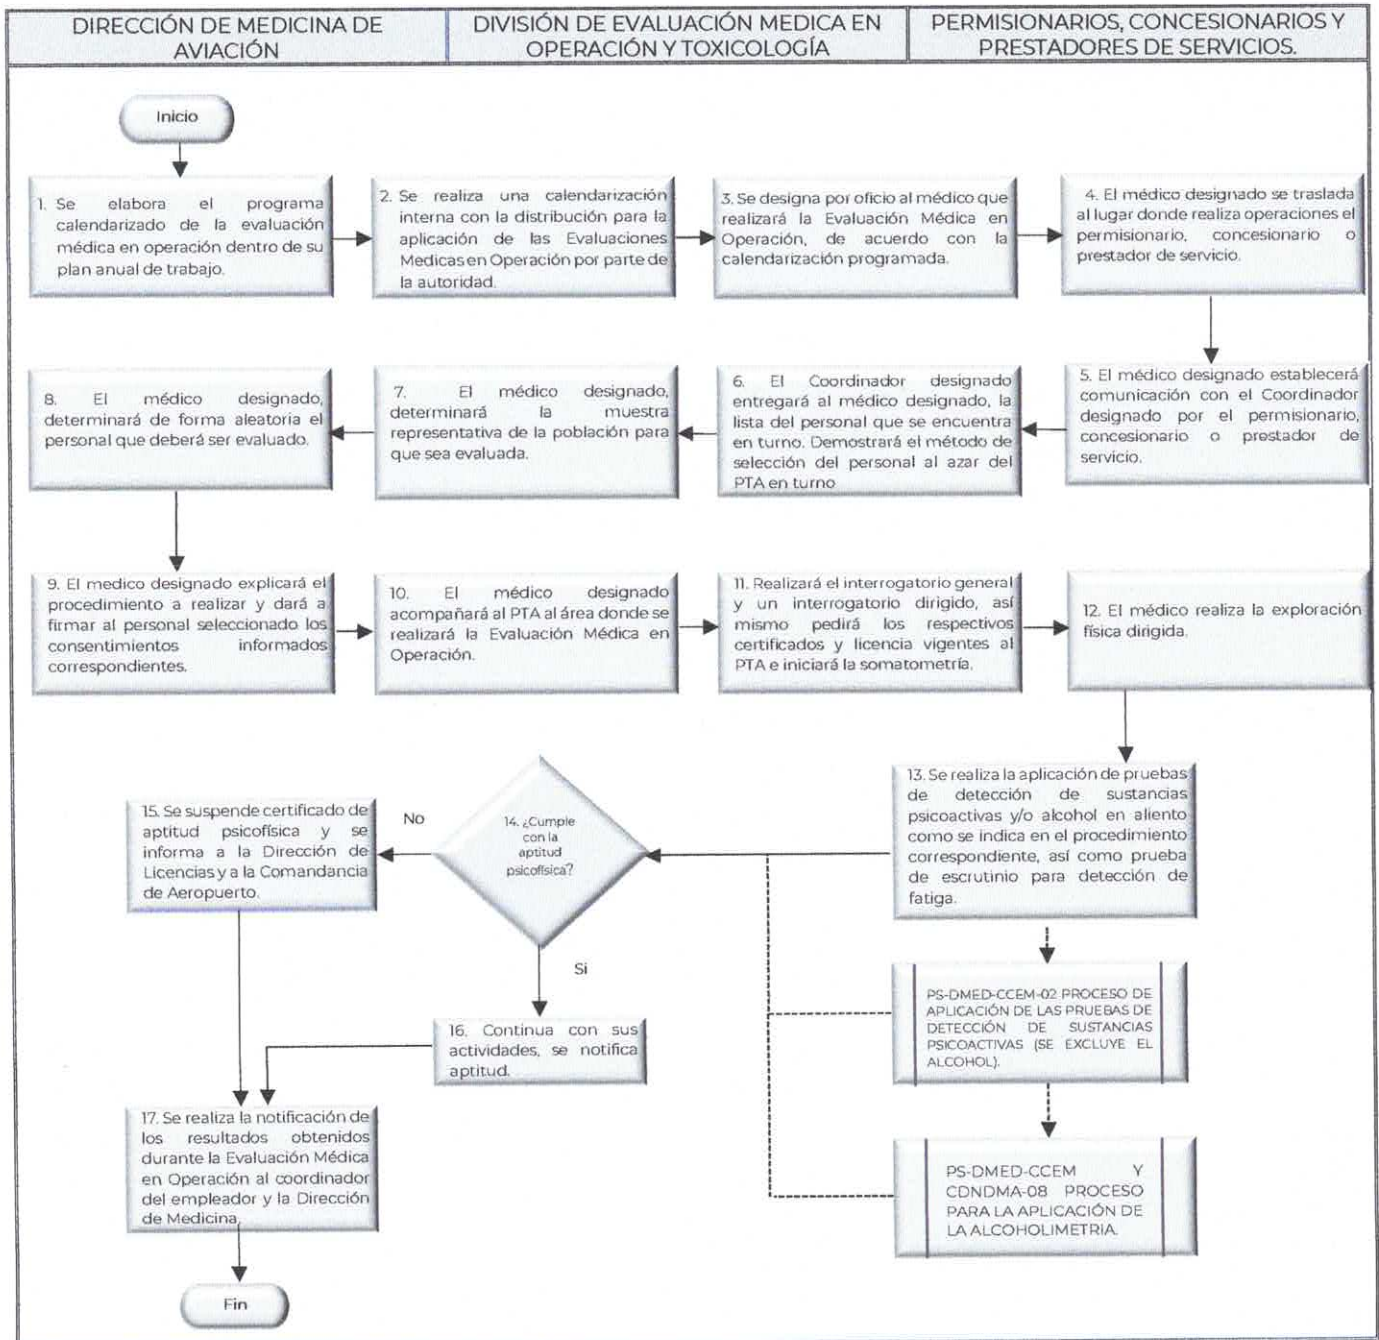 DIRECCIÓN DE MEDICINA DE
AVIACIÓN
DIVISIÓN DE EVALUACIÓN MEDICA EN
OPERACIÓN Y TOXICOLOGÍA
PERMISIONARIOS, CONCESIONARIOS Y
PRESTADORES DE SERVICIOS.
Inicio
1. Se elabora el programa
calendarizado de la evaluación
médica en operación dentro de su
plan anual de trabajo.
2. Se realiza una calendarización
interna con la distribución para la
aplicación de las Evaluaciones
Medicas en Operación por parte de
la autoridad.
3. Se designa por oficio al médico que
realizará la Evaluación Médica en
Operación, de acuerdo con la
calendarización programada.
4. El médico designado se traslada
al lugar donde realiza operaciones el
permisionario, concesionario o
prestador de servicio.
5. El médico designado establecerá
comunicación con el Coordinador
designado por el permisionario,
concesionario o prestador de
servicio.
6. El Coordinador designado
entregará al médico designado, la
lista del personal que se encuentra
en turno. Demostrará el método de
selección del personal al azar del
PTA en turno
7. El médico designado,
determinará la muestra
representativa de la población para
que sea evaluada.
8. El médico designado,
determinará de forma aleatoria el
personal que deberá ser evaluado.
9. El medico designado explicará el
procedimiento a realizar y dará a
firmar al personal seleccionado los
consentimientos informados
correspondientes.
10. El médico designado
acompañará al PTA al área donde se
realizará la Evaluación Médica en
Operación.
11. Realizará el interrogatorio general
y un interrogatorio dirigido, así
mismo pedirá los respectivos
certificados y licencia vigentes al
PTA e iniciará la somatometría.
12. El médico realiza la exploración
física dirigida.
13. Se realiza la aplicación de pruebas
de detección de sustancias
psicoactivas y/o alcohol en aliento
como se indica en el procedimiento
correspondiente, así como prueba
de escrutinio para detección de
fatiga.
14. ¿Cumple
con la
aptitud
psicofísica?
No
15. Se suspende certificado de
aptitud psicofísica y se
informa a la Dirección de
Licencias y a la Comandancia
de Aeropuerto.
Si
16. Continua con sus
actividades, se notifica
aptitud.
PS-DMED-CCEM-02 PROCESO DE
APLICACIÓN DE LAS PRUEBAS DE
DETECCIÓN DE SUSTANCIAS
PSICOACTIVAS (SE EXCLUYE EL
ALCOHOL).
PS-DMED-CCEM Y
CDNDMA-08 PROCESO
PARA LA APLICACIÓN DE
LA ALCOHOLIMETRIA.
17. Se realiza la notificación de
los resultados obtenidos
durante la Evaluación Médica
en Operación al coordinador
del empleador y la Dirección
de Medicina.
Fin